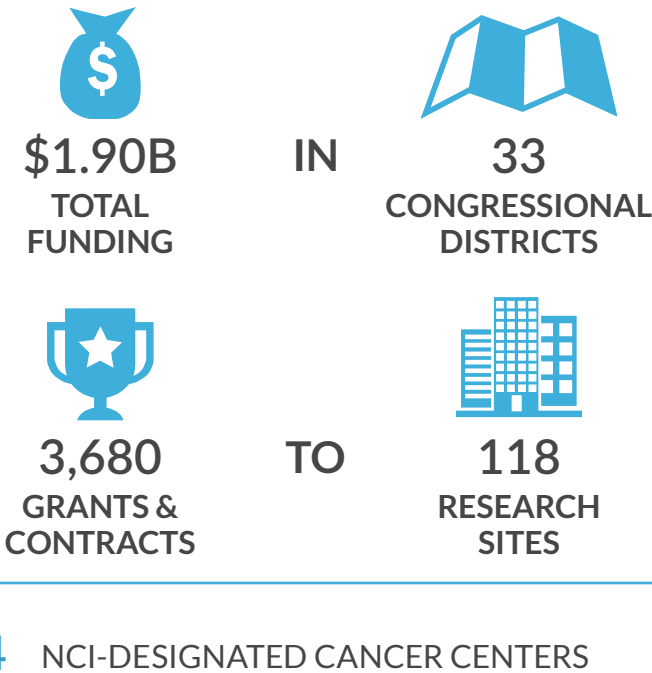 $
$1.90B IN 33
TOTAL
FUNDING
CONGRESSIONAL
DISTRICTS
3,680 TO 118
GRANTS &
CONTRACTS
RESEARCH
SITES
NCI-DESIGNATED CANCER CENTERS